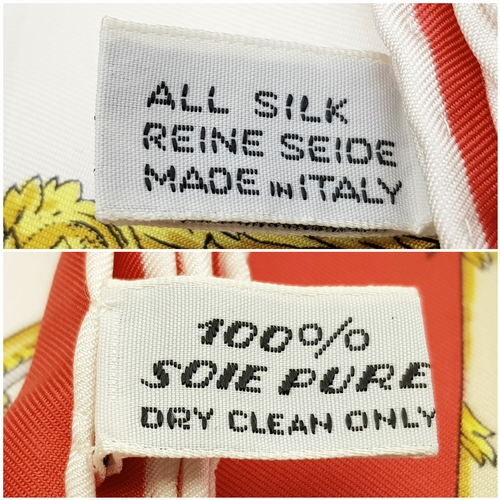 ALL SILK
REINE SEIDE
MADE IN ITALY
100%
SOIE PURE
DRY CLEAN ONLY